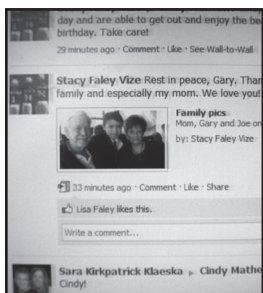 day and are able to get out and enjoy the be
birthday. Take care!
29 minutes ago · Comment · Like · See Wall-to-Wall
Stacy Faley Vize Rest in peace, Gary. Than
family and especially my mom. We love you!
Family pics
Mom, Gary and Joe on
by: Stacy Faley Vize
33 minutes ago · Comment · Like · Share
Lisa Faley likes this.
Write a comment...
Sara Kirkpatrick Klaeska ▸ Cindy Mathe
Cindy!